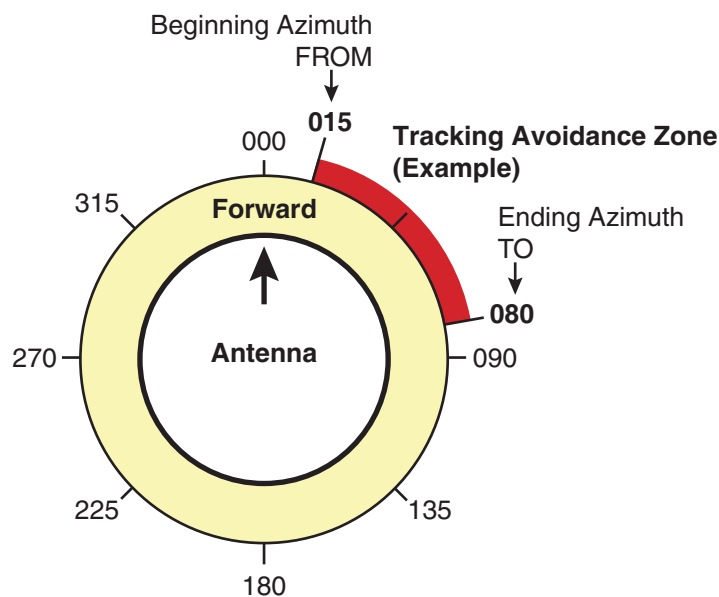 Beginning Azimuth
FROM
015
000
Tracking Avoidance Zone
(Example)
315
Forward
Ending Azimuth
TO
080
270
Antenna
090
225
135
180